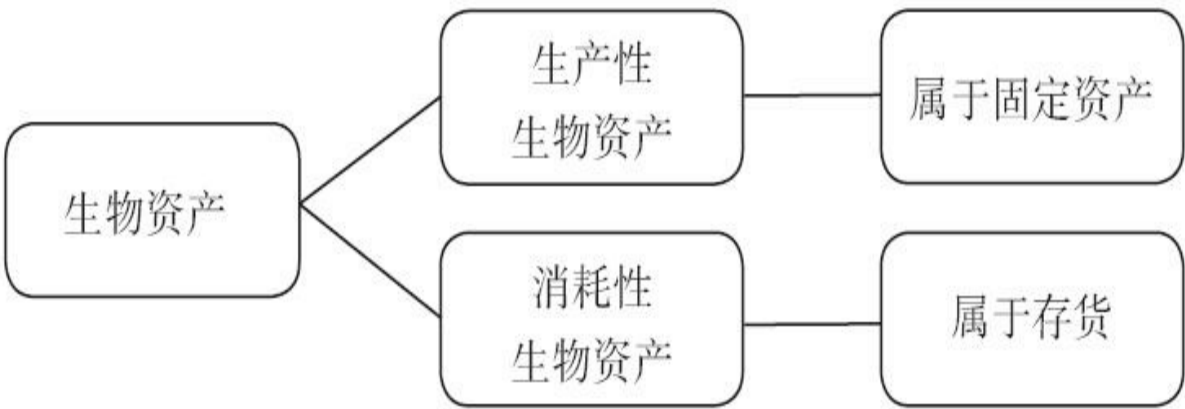 生物资产
生产性
生物资产
属于固定资产
消耗性
生物资产
属于存货